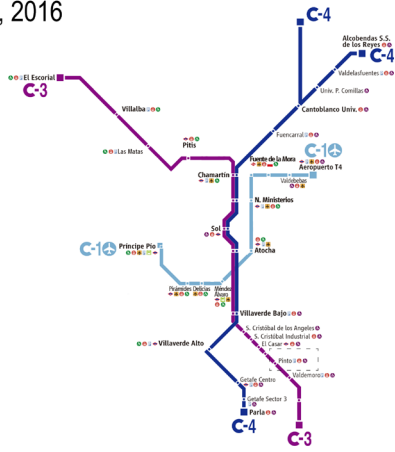 , 2016
C-4
Alcobendas S.S.
de los Reyes
C-4
Valdelasfuentes
El Escorial
C-3
Univ. P. Comillas
Villalba
Cantoblanco Univ.
Fuencarral
Pitis
Las Matas
C-1
Fuente de la Mora
Aeropuerto T4
Chamartín
Valdebebas
N. Ministerios
Sol
C-1
Príncipe Pío
Atocha
Pirámides
Delicias
Méndez
Álvaro
Villaverde Bajo
S. Cristóbal de los Ángeles
S. Cristóbal Industrial
El Casar
Villaverde Alto
Pinto
Valdemoro
Getafe Centro
Getafe Sector 3
Parla
C-4
C-3